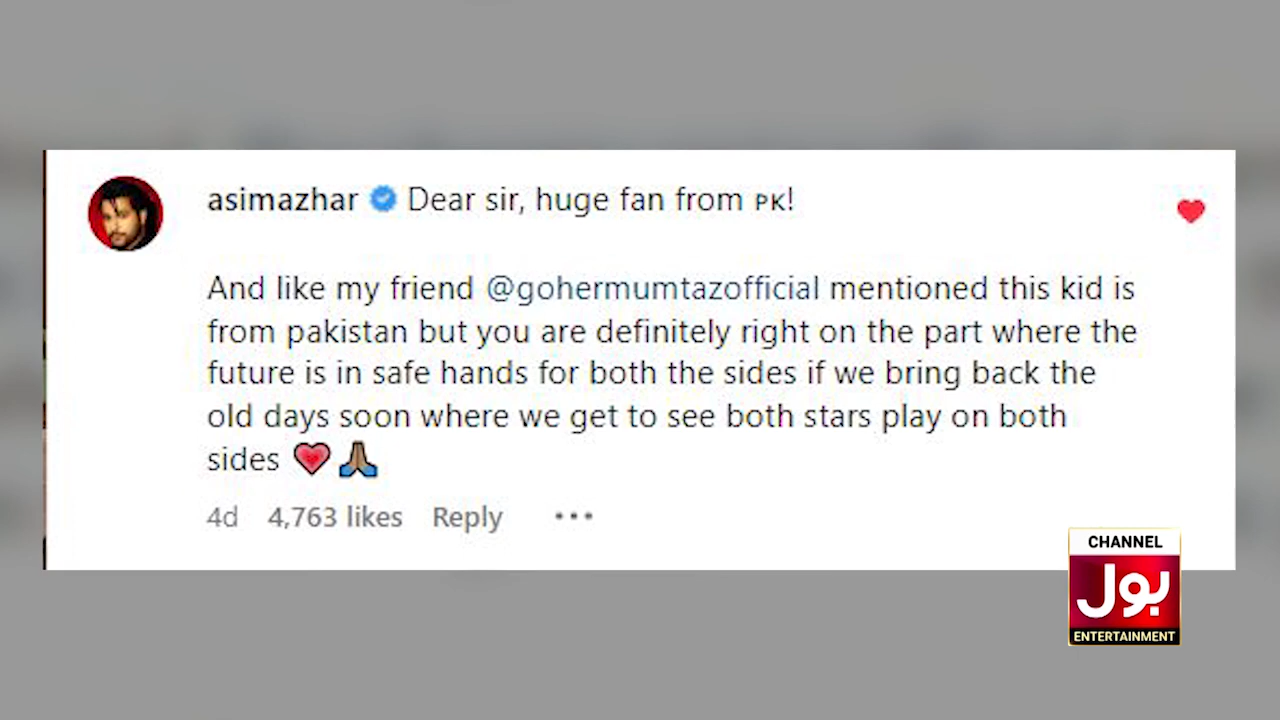 asimazhar Dear sir, huge fan from PK!
And like my friend @gohermumtazofficial mentioned this kid is
from pakistan but you are definitely right on the part where the
future is in safe hands for both the sides if we bring back the
old days soon where we get to see both stars play on both
sides ❤️🙏🏽
4d 4,763 likes Reply •••
CHANNEL
بول
ENTERTAINMENT